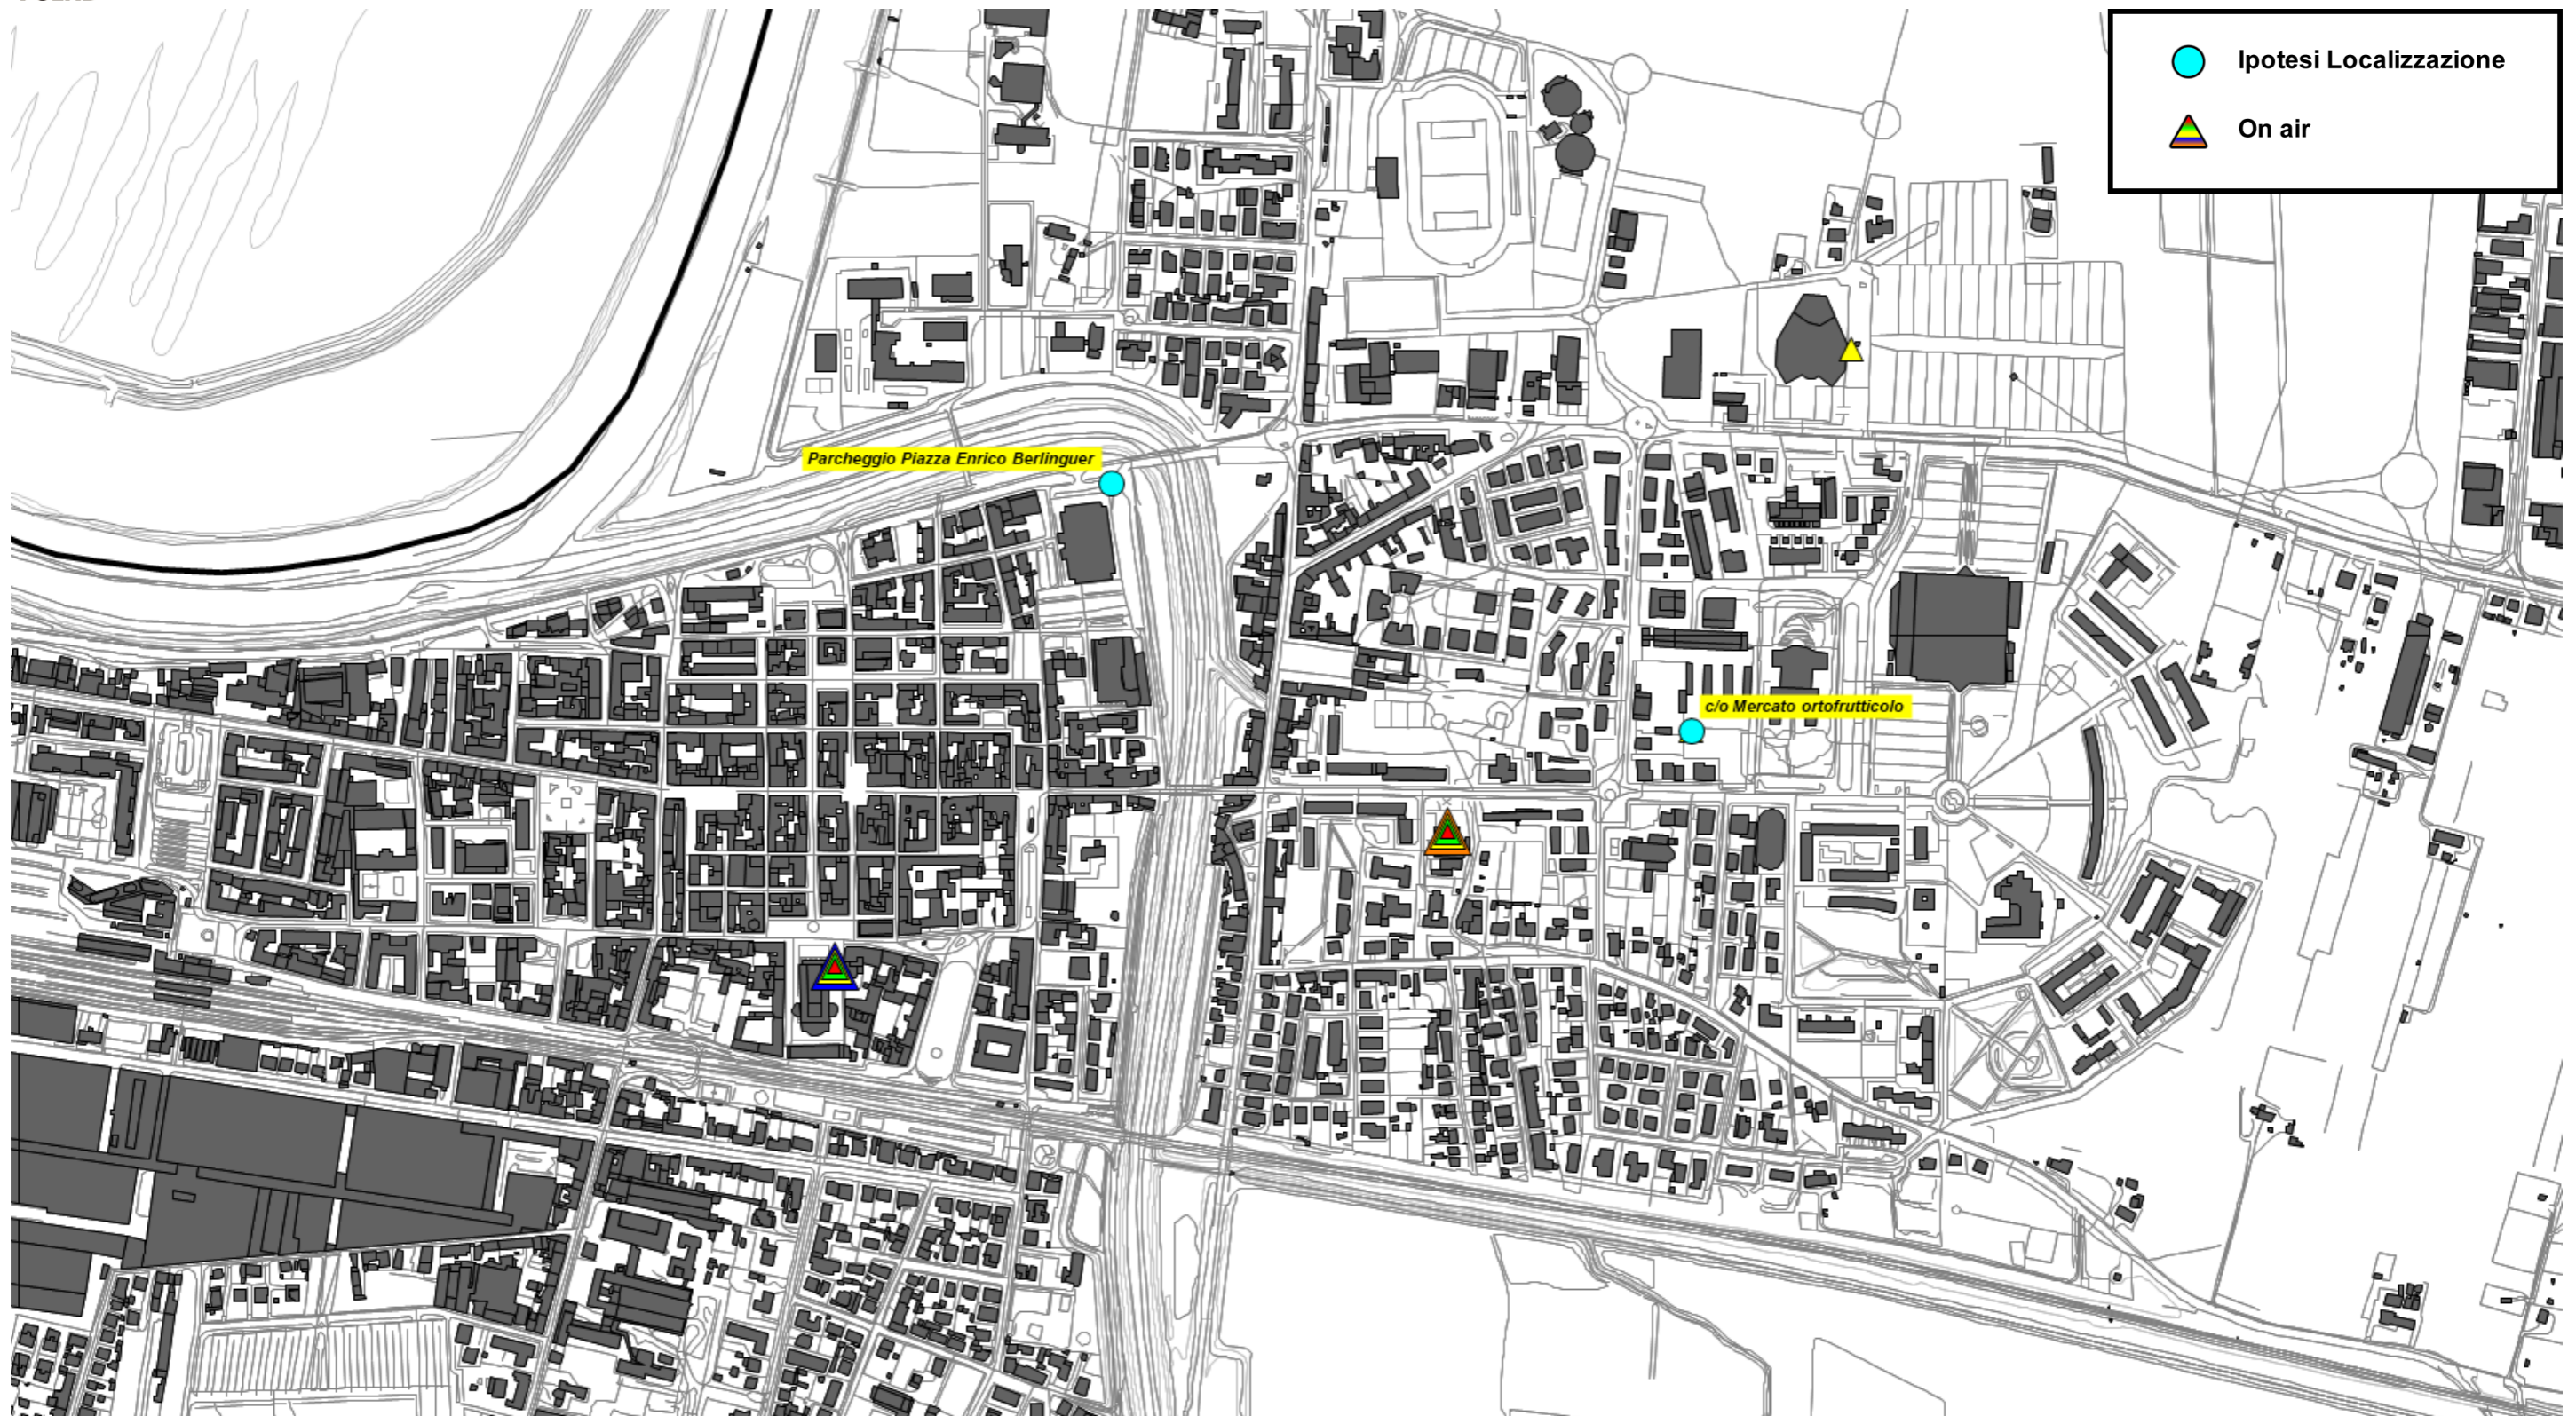 Ipotesi Localizzazione
On air
Parcheggio Piazza Enrico Berlinguer
c/o Mercato ortofrutticolo